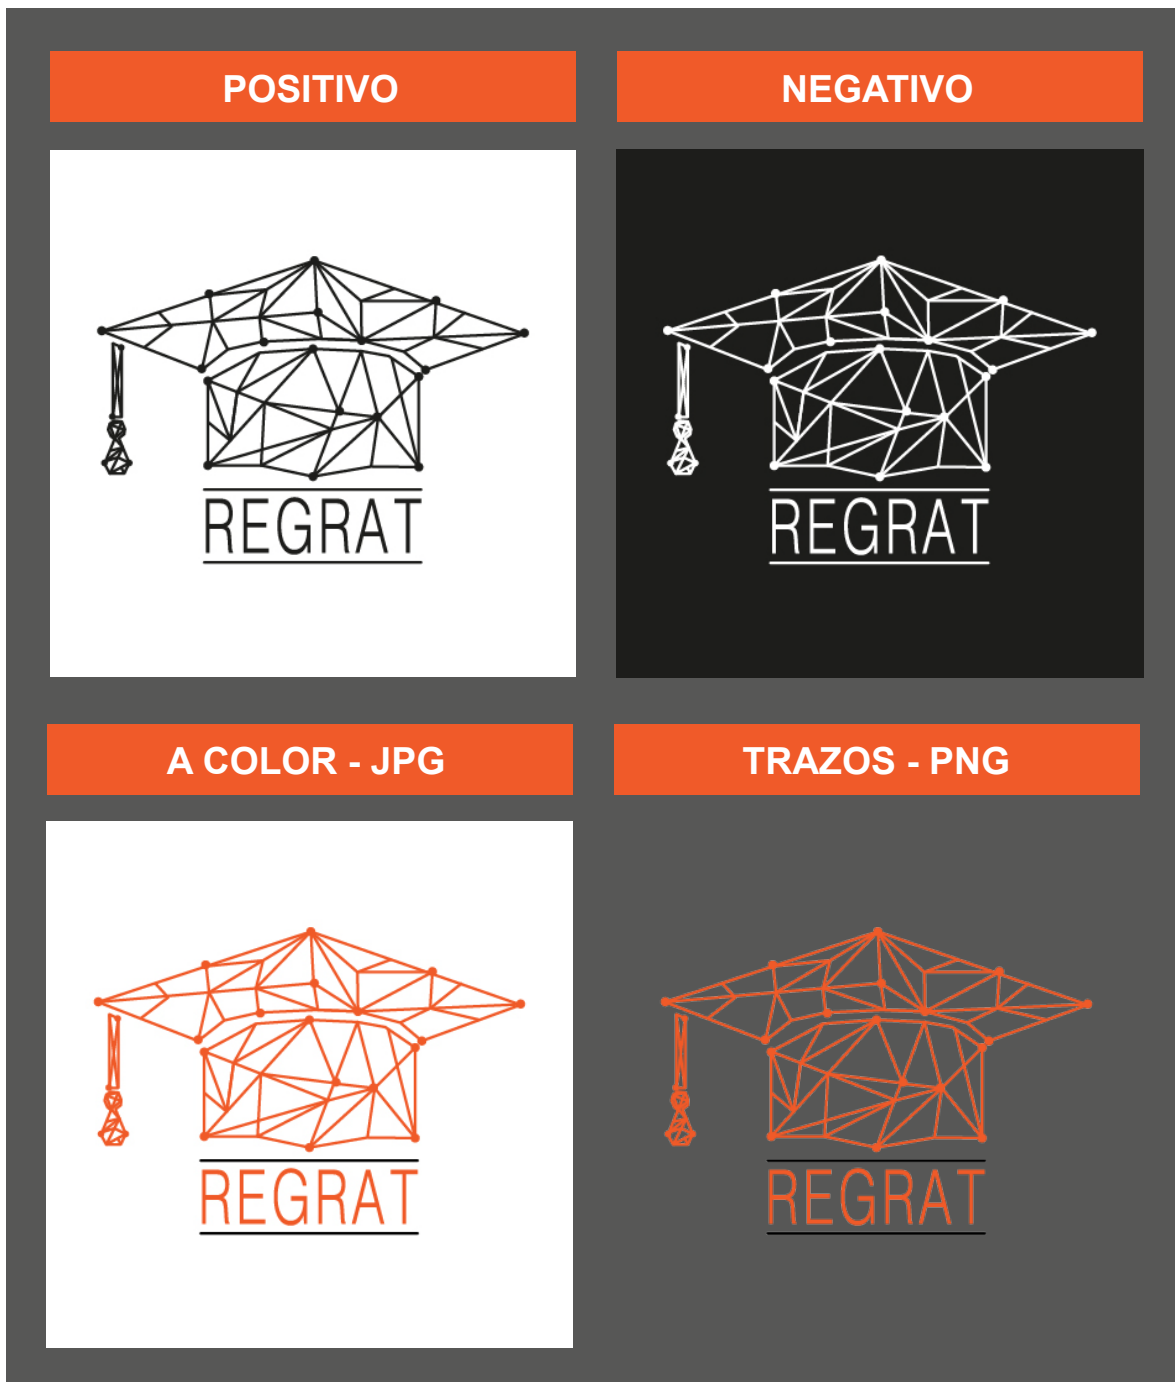 POSITIVO
NEGATIVO
REGRAT
REGRAT
A COLOR - JPG
TRAZOS - PNG
REGRAT
REGRAT